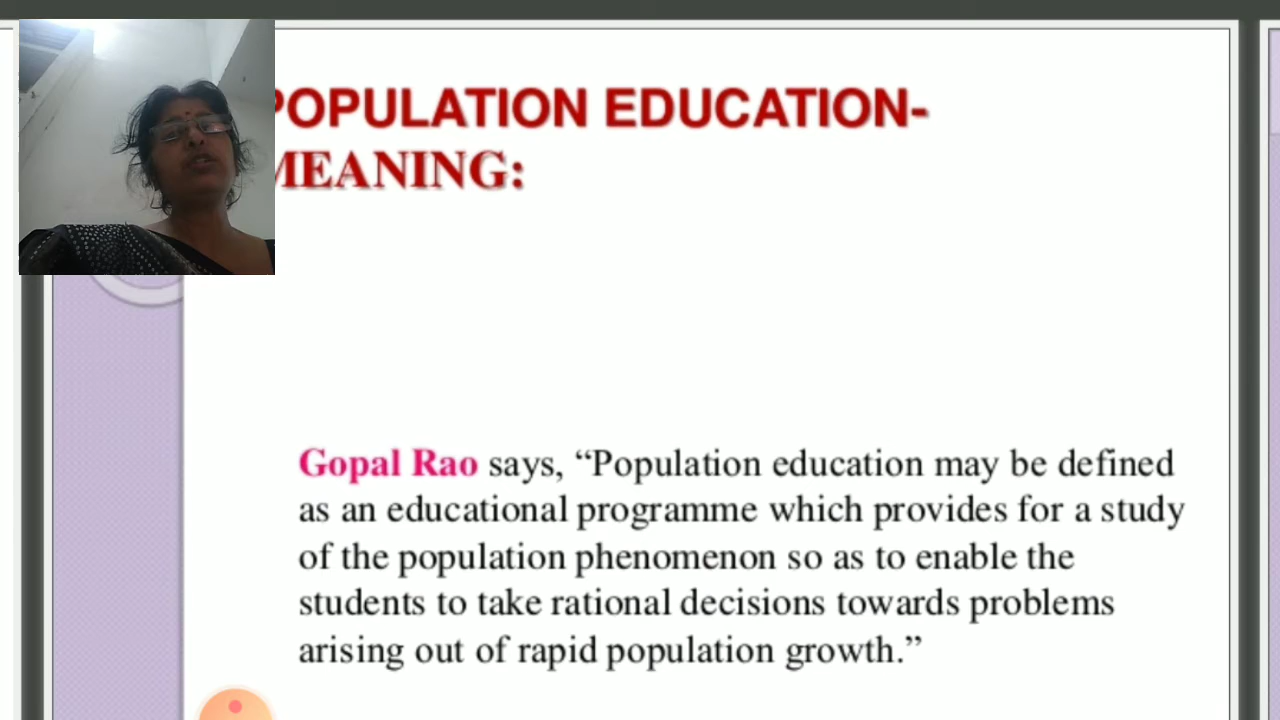 POPULATION EDUCATION-
MEANING:
Gopal Rao says, “Population education may be defined
as an educational programme which provides for a study
of the population phenomenon so as to enable the
students to take rational decisions towards problems
arising out of rapid population growth.”